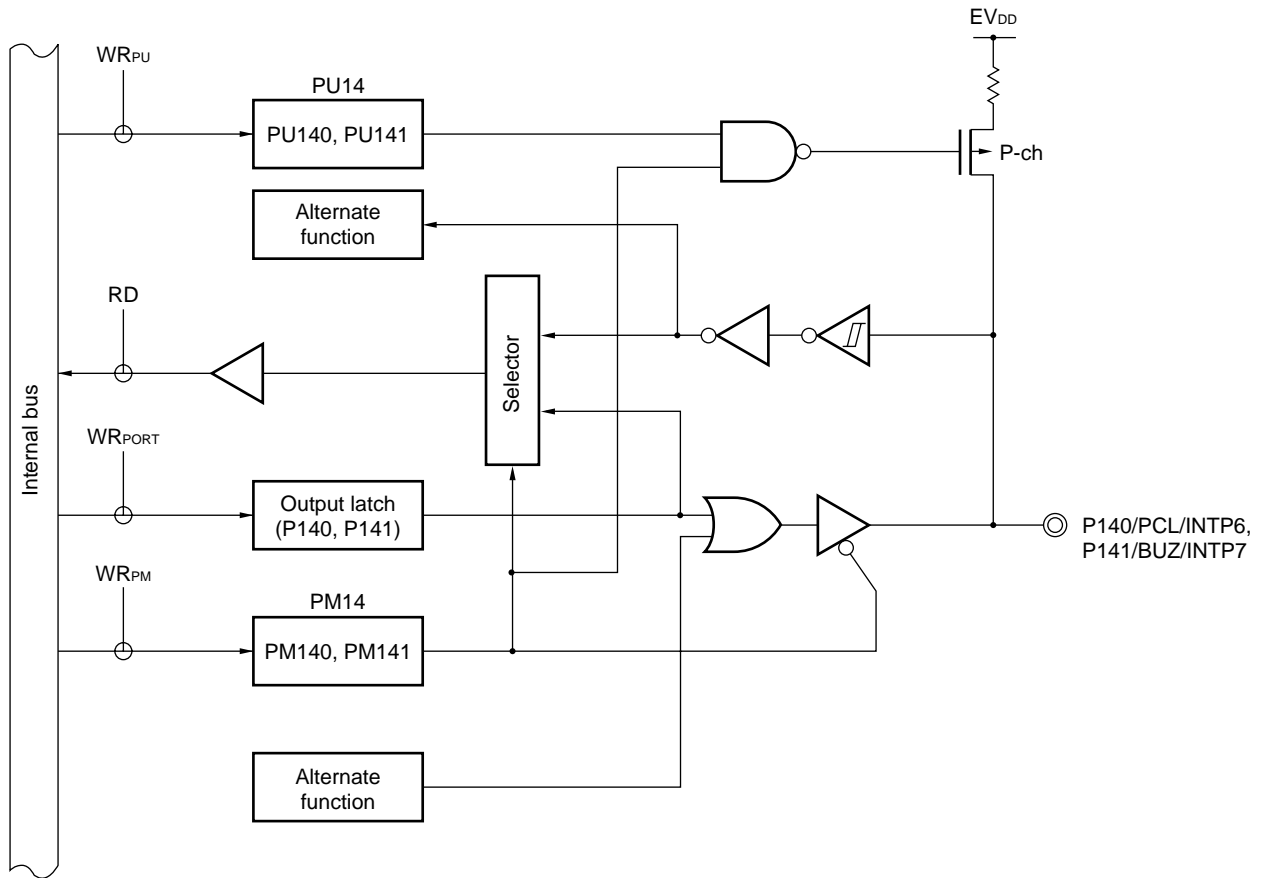 EVDD
WRPU
PU14
PU140, PU141
P-ch
Alternate
function
RD
Selector
Internal bus
WRPORT
Output latch
(P140, P141)
P140/PCL/INTP6,
P141/BUZ/INTP7
WRPM
PM14
PM140, PM141
Alternate
function